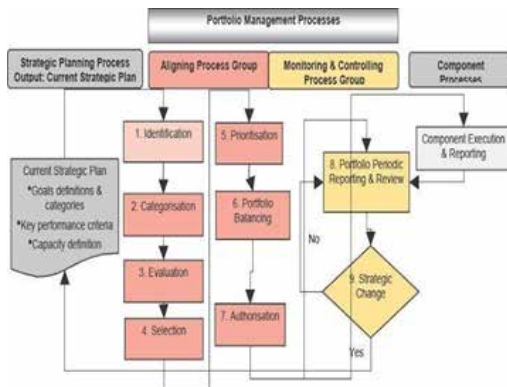 Portfolio Management Processes
Strategic Planning Process
Output: Current Strategic Plan
Aligning Process Group
Monitoring & Controlling
Process Group
Component
Processes
1. Identification
2. Categorisation
3. Evaluation
4. Selection
5. Prioritisation
6. Portfolio
Balancing
7. Authorisation
8. Portfolio Periodic
Reporting & Review
9. Strategic
Change
No
Yes
Component Execution
& Reporting
Current Strategic Plan
*Goals definitions &
categories
*Key performance criteria
*Capacity definition